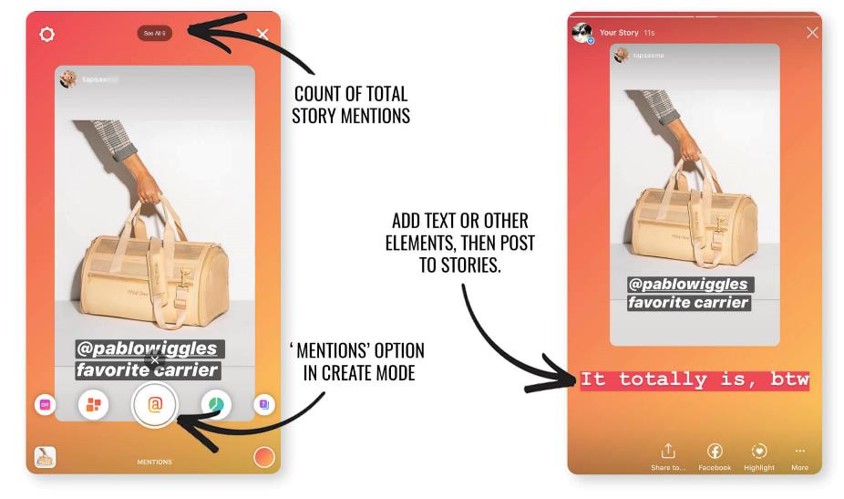 See All 6
COUNT OF TOTAL
STORY MENTIONS
@pablowiggles
favorite carrier
'MENTIONS' OPTION
IN CREATE MODE
MENTIONS
ADD TEXT OR OTHER
ELEMENTS, THEN POST
TO STORIES.
Your Story 11s
@pablowiggles
favorite carrier
It totally is, btw
Share to...
Facebook
Highlight
More